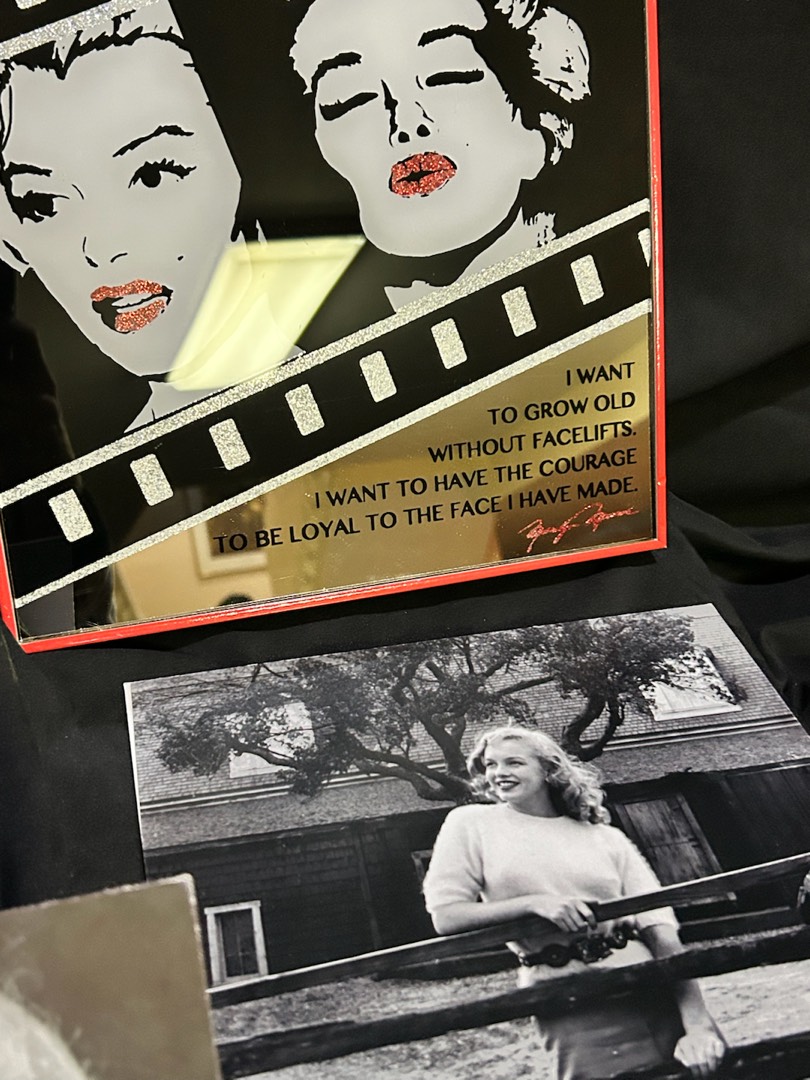 I WANT
TO GROW OLD
WITHOUT FACELIFTS.
I WANT TO HAVE THE COURAGE
TO BE LOYAL TO THE FACE I HAVE MADE.